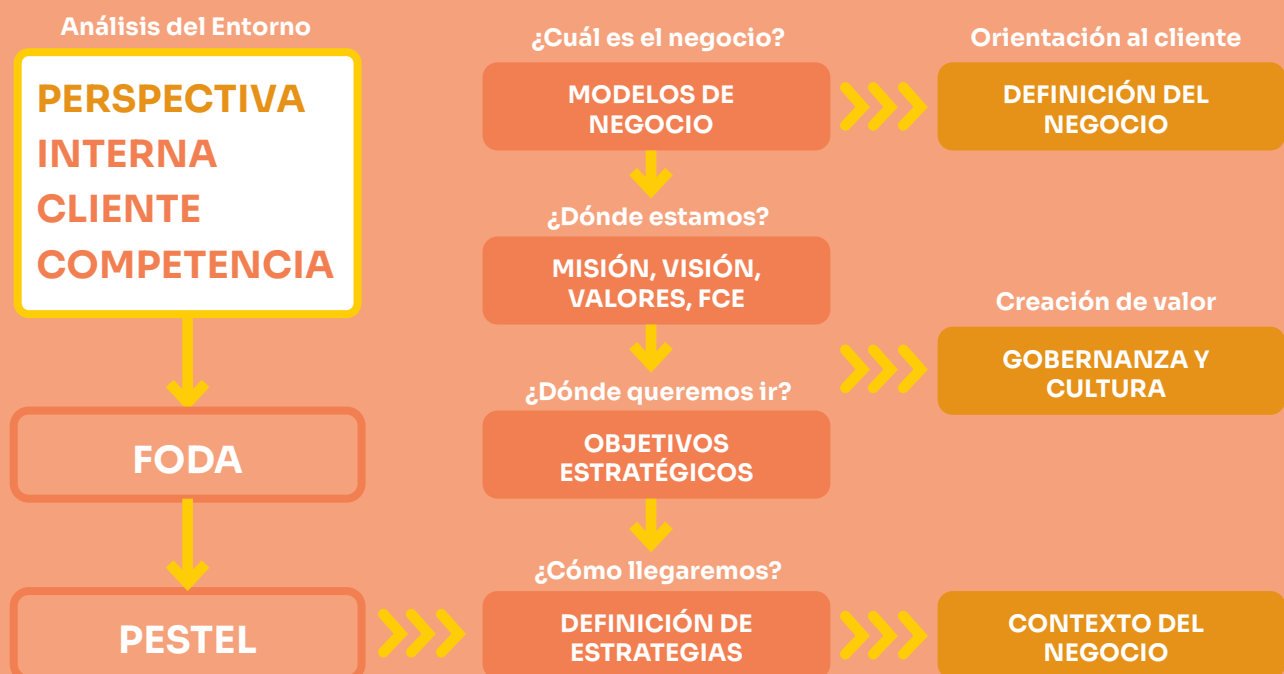 Análisis del Entorno
PERSPECTIVA
INTERNA
CLIENTE
COMPETENCIA
FODA
PESTEL
¿Cuál es el negocio?
MODELOS DE
NEGOCIO
¿Dónde estamos?
MISIÓN, VISIÓN,
VALORES, FCE
¿Dónde queremos ir?
OBJETIVOS
ESTRATÉGICOS
¿Cómo llegaremos?
DEFINICIÓN DE
ESTRATEGIAS
Orientación al cliente
DEFINICIÓN DEL
NEGOCIO
Creación de valor
GOBERNANZA Y
CULTURA
CONTEXTO DEL
NEGOCIO